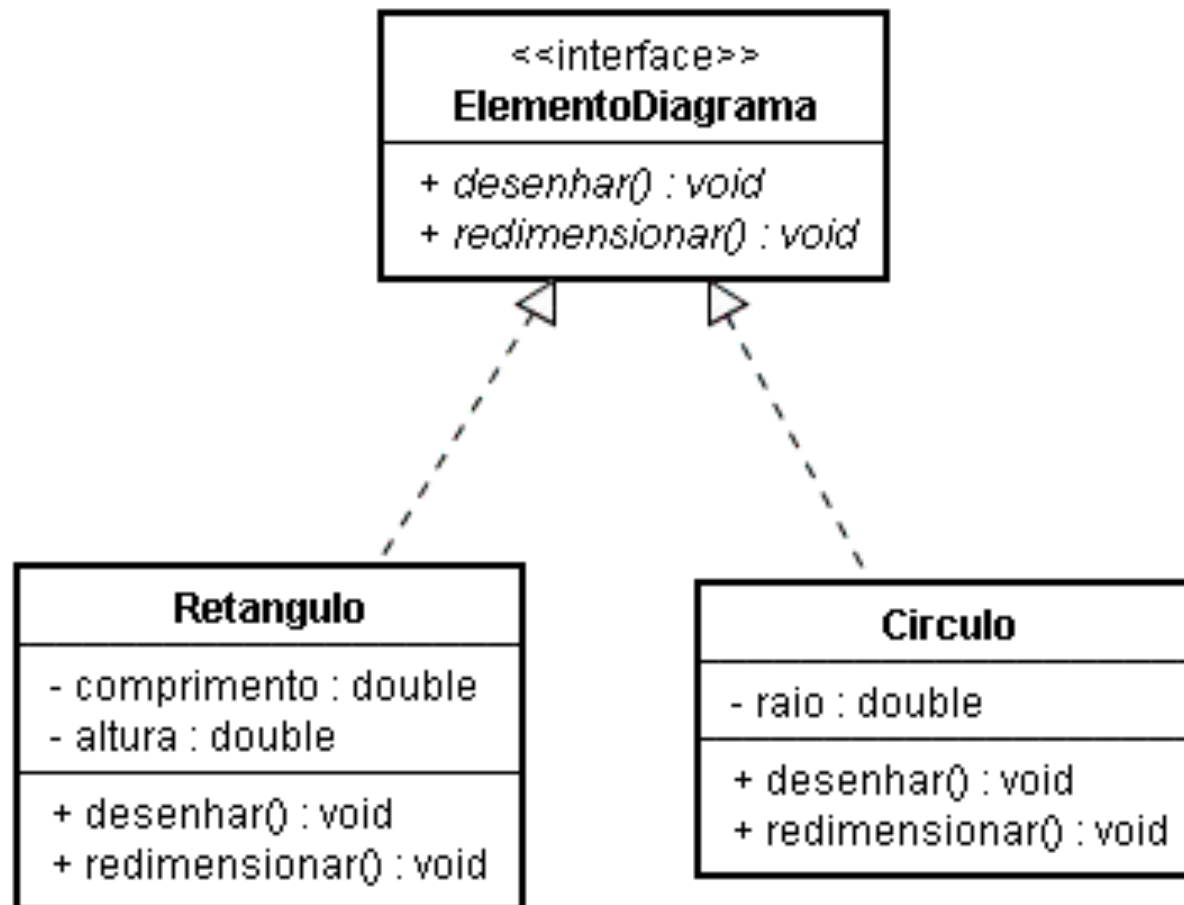 <<interface>>
ElementoDiagrama
+ desenhar() : void
+ redimensionar() : void
Retangulo
- comprimento : double
- altura : double
+ desenhar() : void
+ redimensionar() : void
Circulo
- raio : double
+ desenhar() : void
+ redimensionar() : void